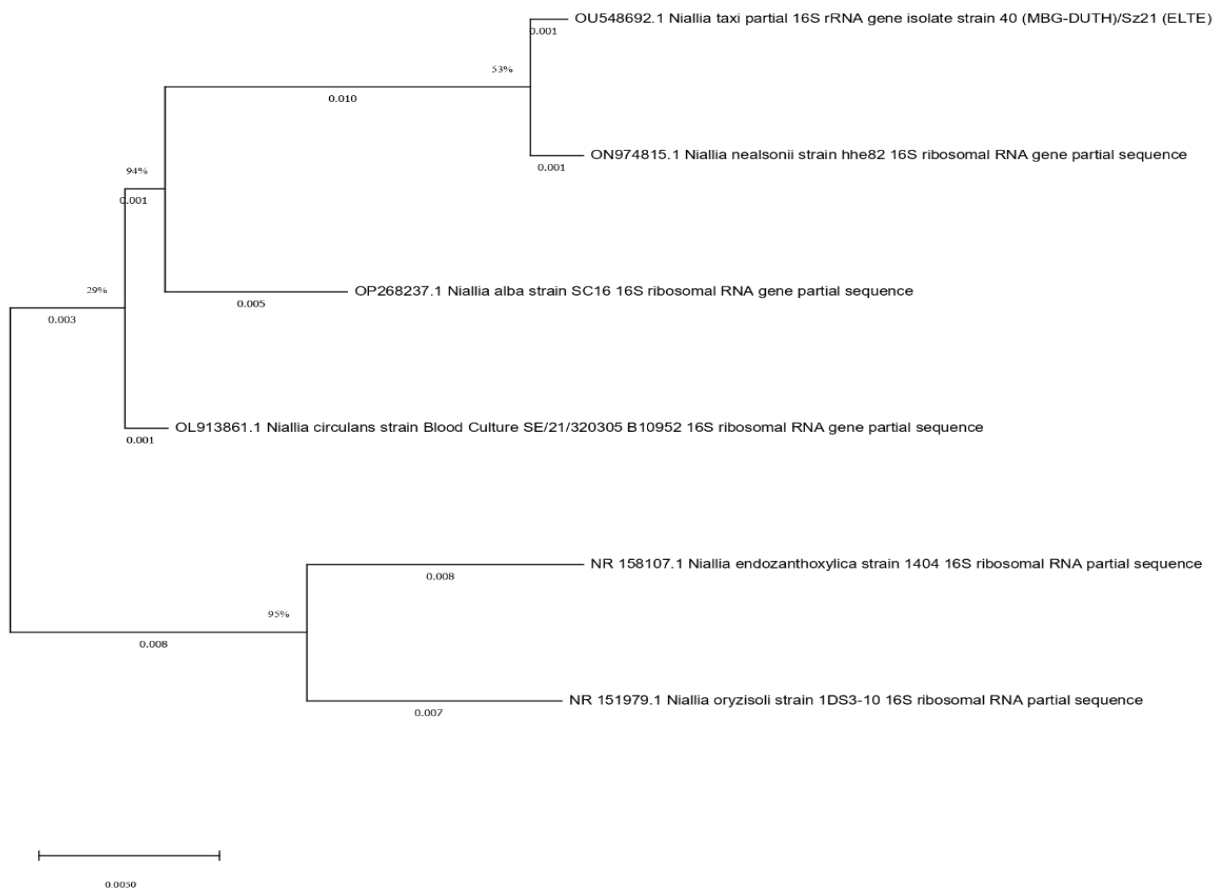 OU548692.1 Niallia taxi partial 16S rRNA gene isolate strain 40 (MBG-DUTH)/Sz21 (ELTE)
0.001
53%
0.010
ON974815.1 Niallia nealsonii strain hhe82 16S ribosomal RNA gene partial sequence
0.001
94%
0.001
29%
OP268237.1 Niallia alba strain SC16 16S ribosomal RNA gene partial sequence
0.005
0.003
OL913861.1 Niallia circulans strain Blood Culture SE/21/320305 B10952 16S ribosomal RNA gene partial sequence
0.001
NR 158107.1 Niallia endozanthoxylica strain 1404 16S ribosomal RNA partial sequence
0.008
95%
0.008
NR 151979.1 Niallia oryzisoli strain 1DS3-10 16S ribosomal RNA partial sequence
0.007
0.0050